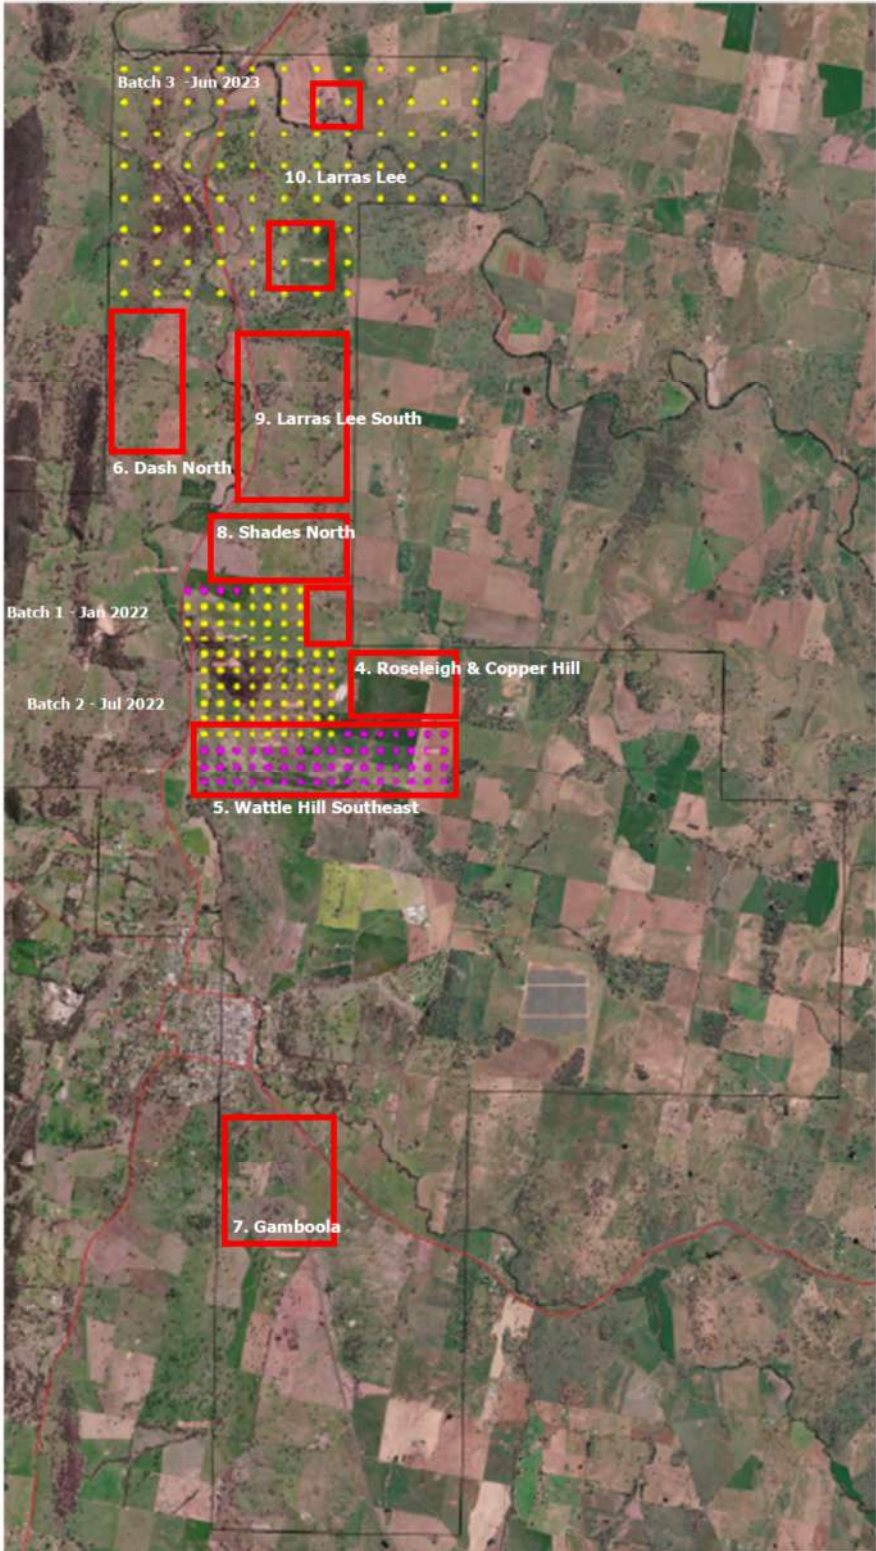 Batch 3 -Jun 2023
10. Larras Lee
9. Larras Lee South
6. Dash North
8. Shades North
Batch 1 - Jan 2022
4. Roseleigh & Copper Hill
Batch 2 - Jul 2022
5. Wattle Hill Southeast
7. Gamboola